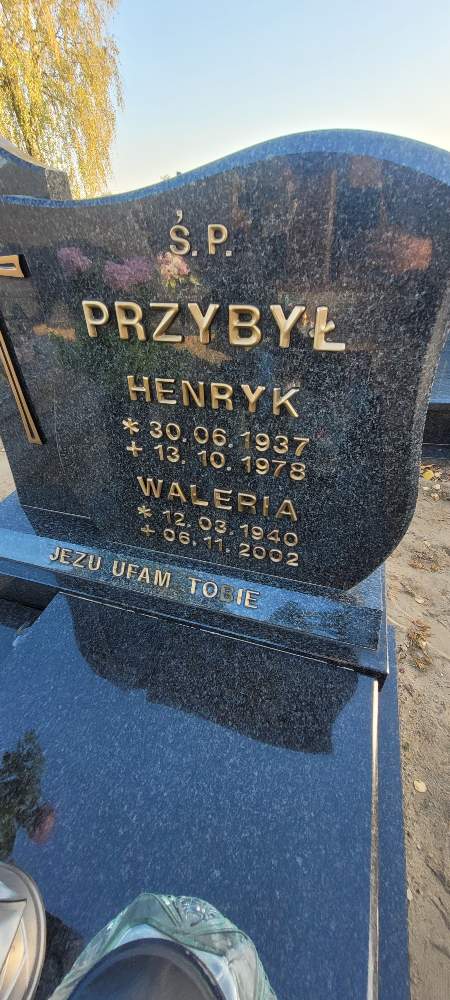 Ś.P.
PRZYBYŁ
HENRYK
* 30.06.1937
+ 13.10.1978
WALERIA
* 12.03.1940
+ 06.11.2002
JEZU UFAM TOBIE